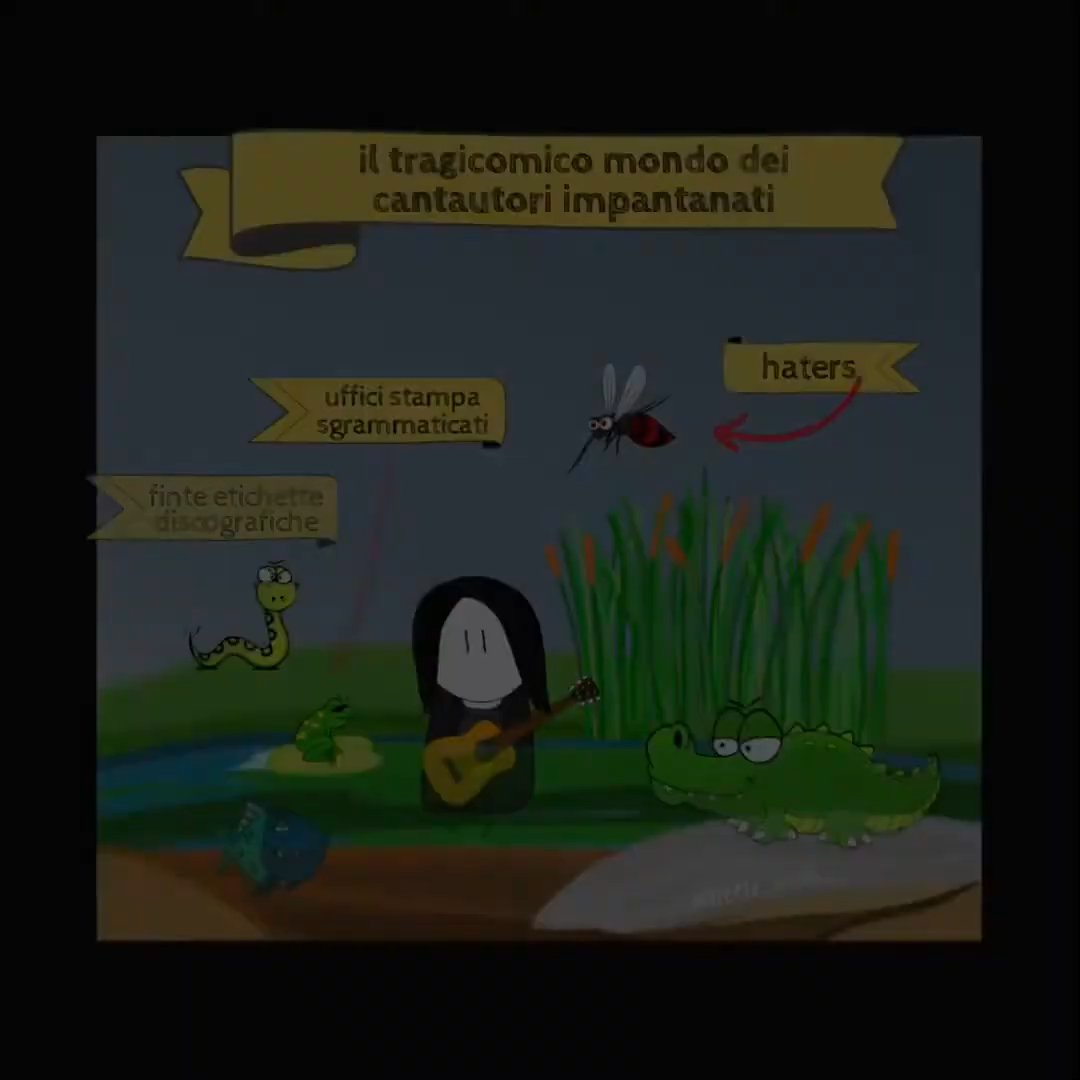 il tragicomico mondo dei
cantautori impantanati
haters
uffici stampa
sgrammaticati
finte etichette
discografiche